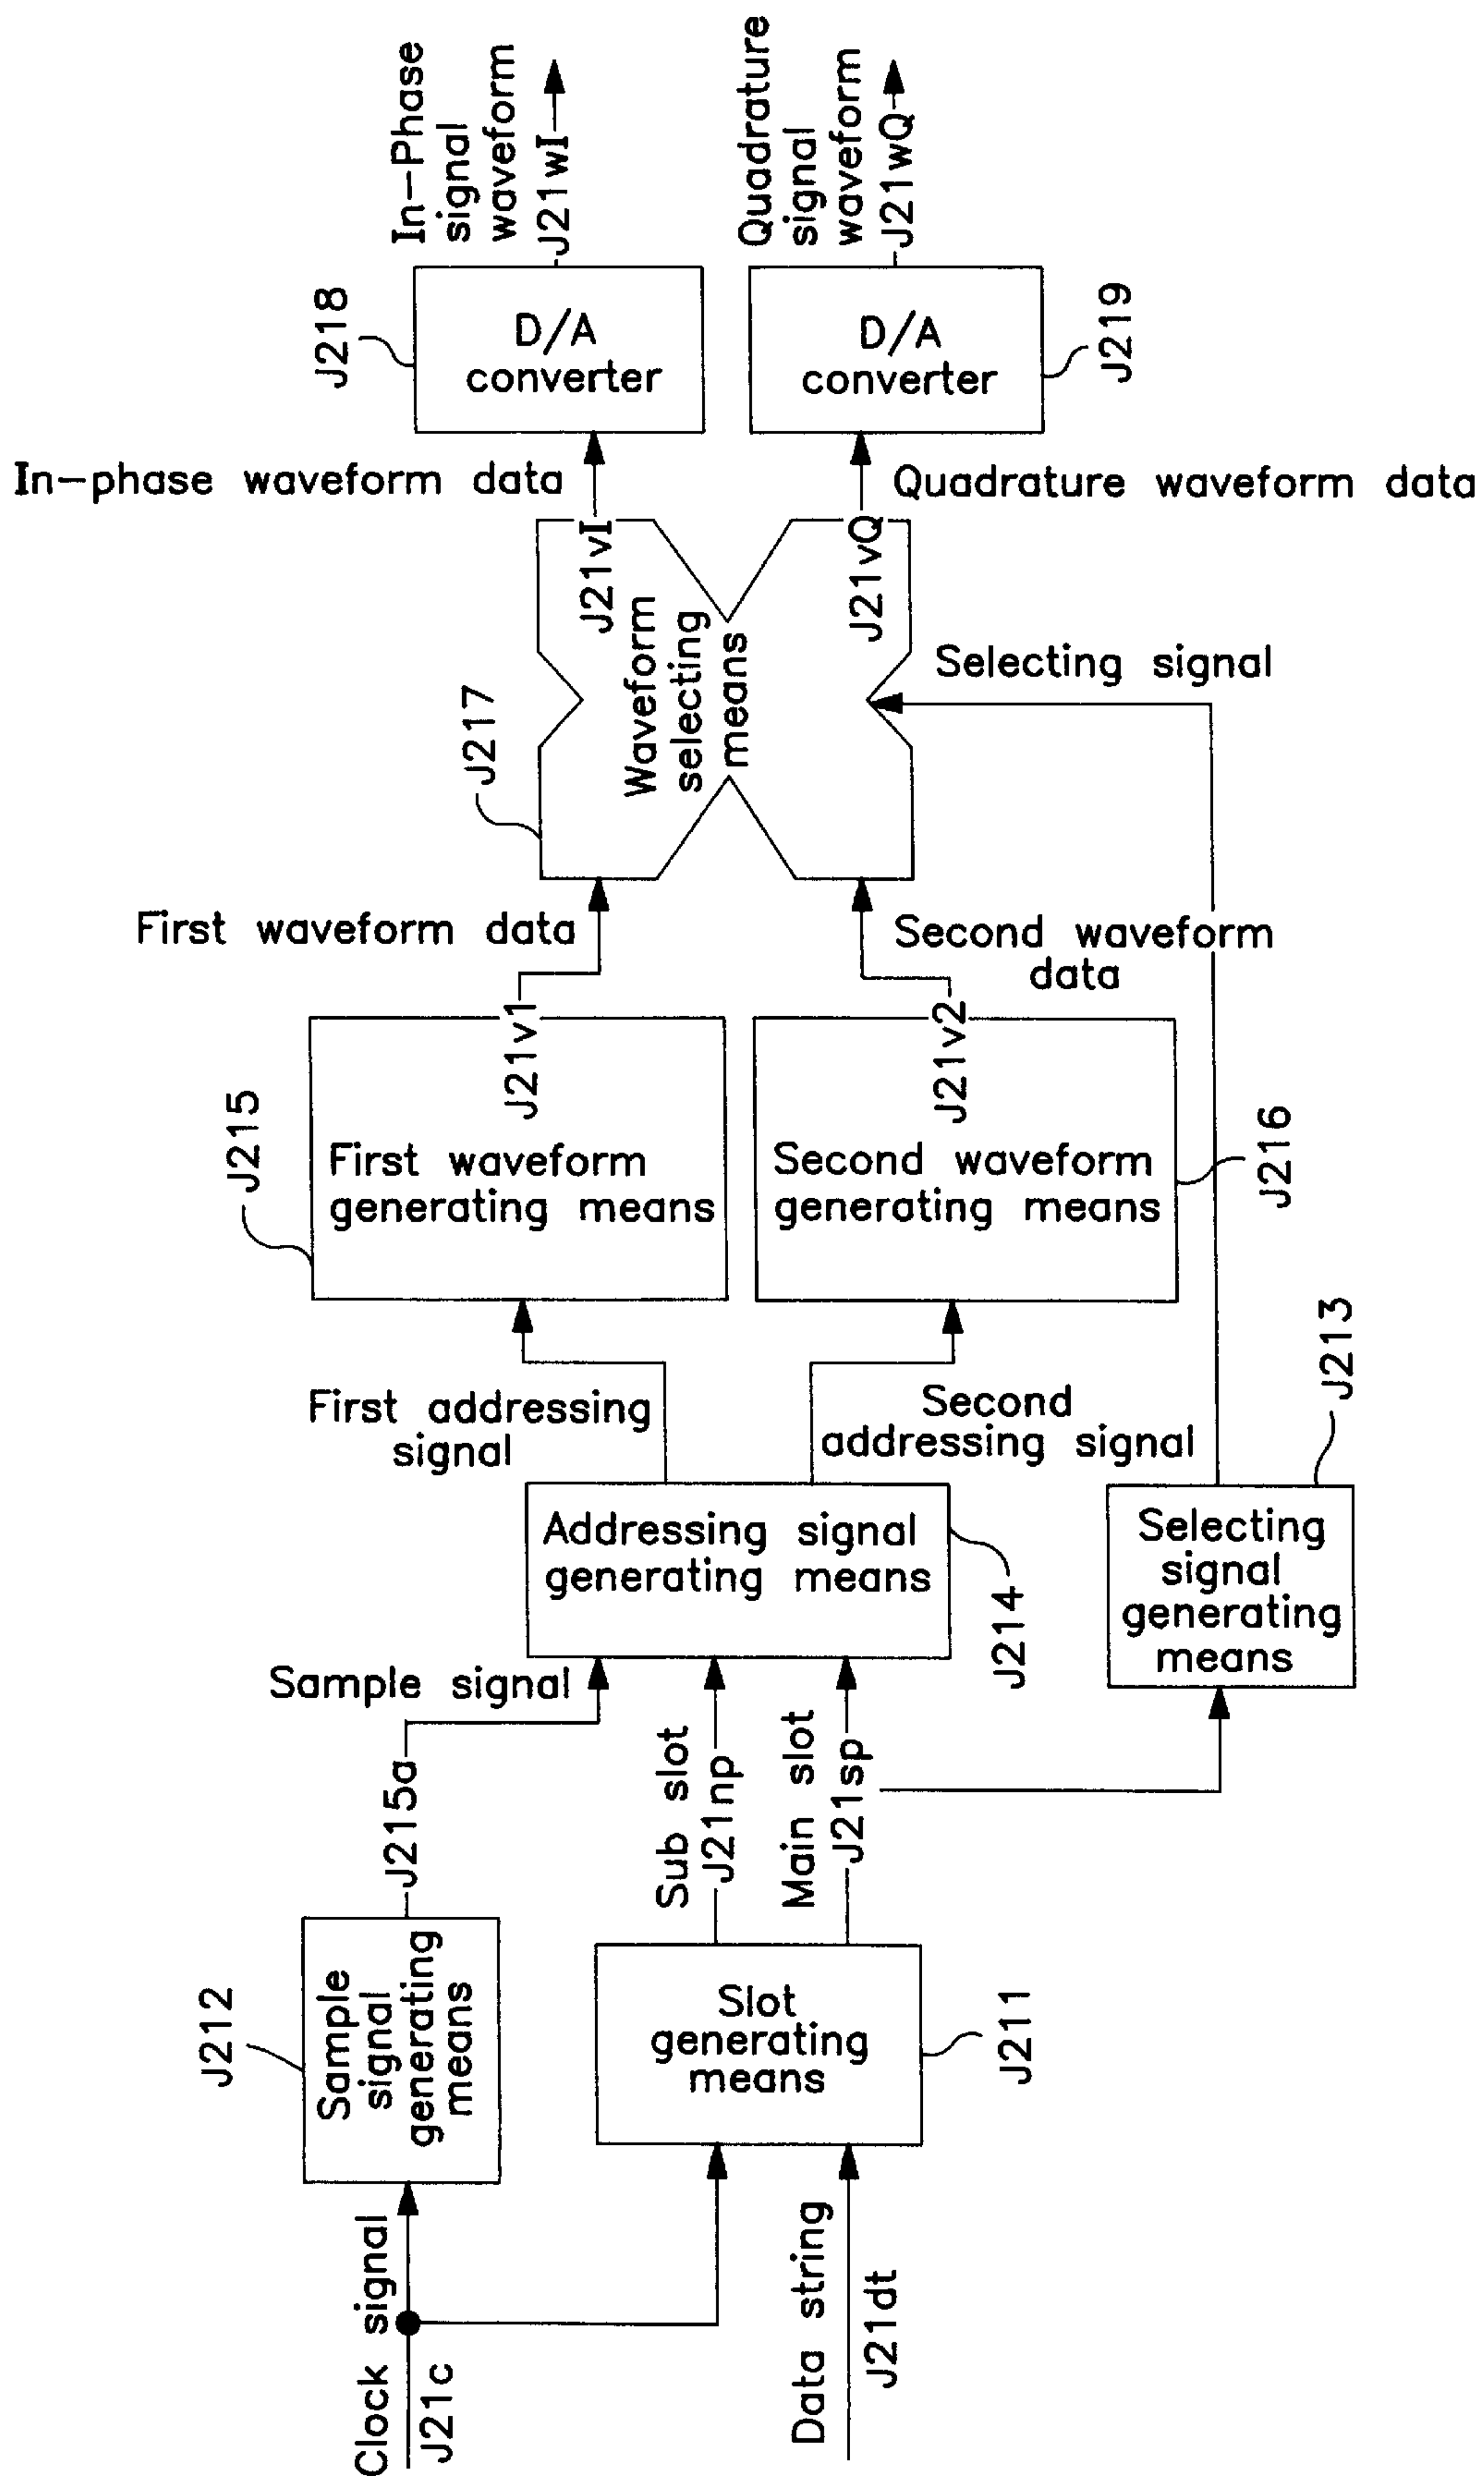 In-Phase
signal
waveform
J21wI
Quadrature
signal
waveform
J21wQ
J218
D/A
converter
D/A
converter
J219
In-phase waveform data
Quadrature waveform data
J21vI
J21vQ
Waveform
selecting
means
Selecting signal
J217
First waveform data
Second waveform
data
J21v1
J21v2
J215
First waveform
generating means
Second waveform
generating means
J216
First addressing
signal
Second
addressing signal
J213
Addressing signal
generating means
J214
Selecting
signal
generating
means
Sample signal
J215a
Sub slot
J21np
Main slot
J21sp
J212
Sample
signal
generating
means
Slot
generating
means
J211
Clock signal
J21c
Data string
J21dt